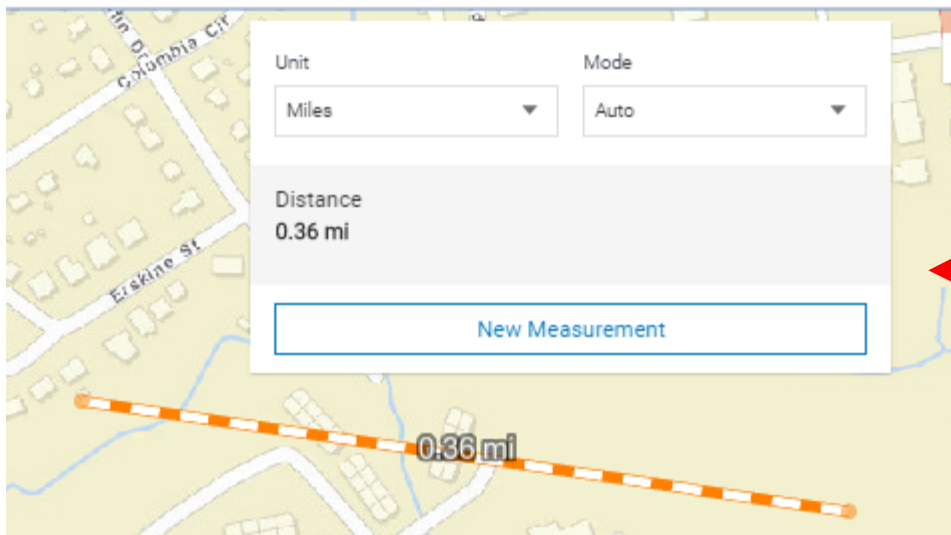 Columbia Cir
Unit
Mode
Miles
Auto
Distance
0.36 mi
Erskine St
New Measurement
0.36 mi